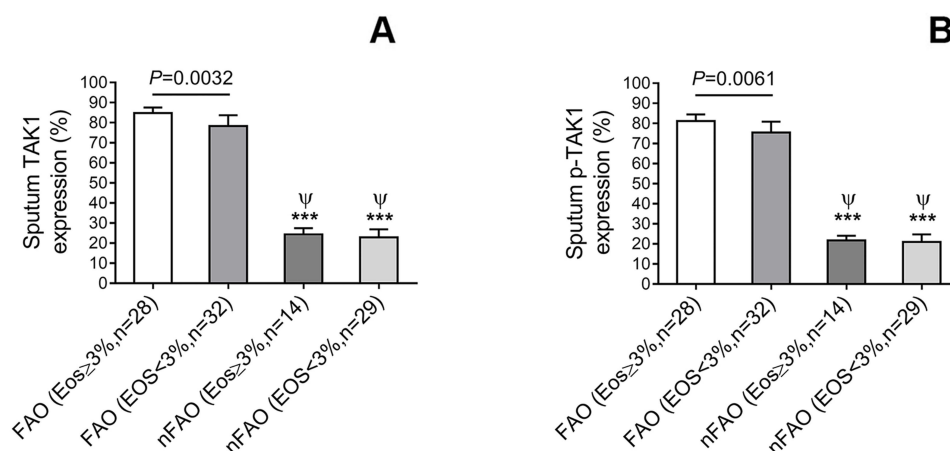 A
P=0.0032
Sputum TAK1
expression (%)
100
90
80
70
60
50
40
30
20
10
0
ψ
***
ψ
***
FAO (Eos≥3%,n=28)
FAO (EOS<3%,n=32)
nFAO (Eos≥3%,n=14)
nFAO (EOS<3%,n=29)
B
P=0.0061
Sputum p-TAK1
expression (%)
100
90
80
70
60
50
40
30
20
10
0
ψ
***
ψ
***
FAO (Eos≥3%,n=28)
FAO (EOS<3%,n=32)
nFAO (Eos≥3%,n=14)
nFAO (EOS<3%,n=29)